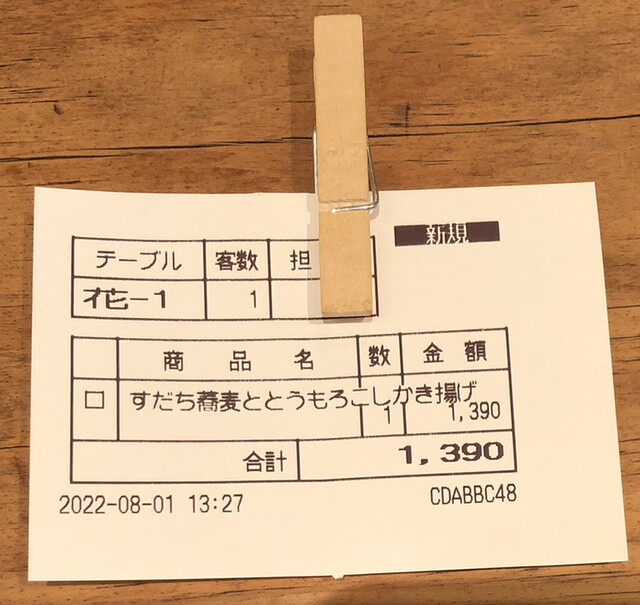 新規
テーブル 客数 担
花-1 1
商品名 数 金額
□ すだち蕎麦ととうもろこしかき揚げ
1 1,390
合計 1,390
2022-08-01 13:27 CDABBC48